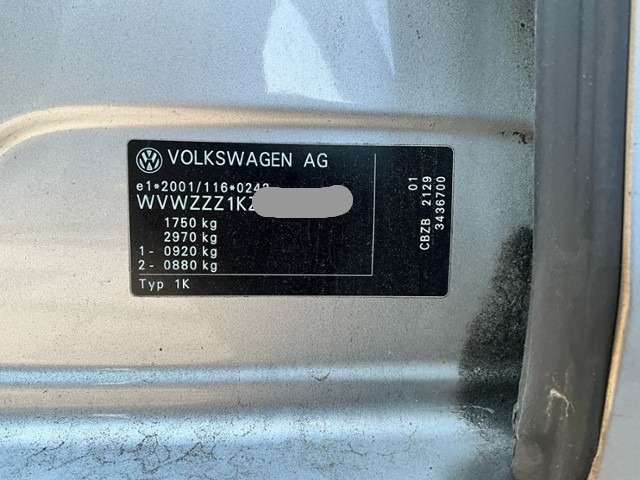 VOLKSWAGEN AG
e1*2001/116*0242
WVWZZZ1KZ
1750 kg
2970 kg
1- 0920 kg
2- 0880 kg
Typ 1K
01
CBZB 2129
3436700